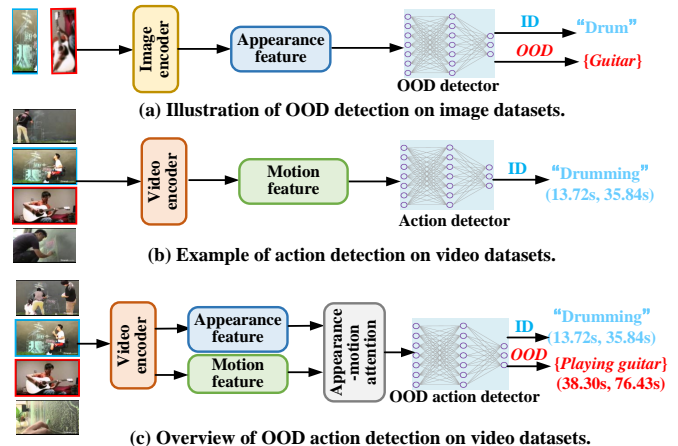 Image
encoder
Appearance
feature
OOD detector
ID
OOD
“Drum”
{Guitar}
(a) Illustration of OOD detection on image datasets.
Video
encoder
Motion
feature
Action detector
ID
“Drumming”
(13.72s, 35.84s)
(b) Example of action detection on video datasets.
Video
encoder
Appearance
feature
Motion
feature
Appearance
-motion
attention
OOD action detector
ID
OOD
“Drumming”
(13.72s, 35.84s)
{Playing guitar}
(38.30s, 76.43s)
(c) Overview of OOD action detection on video datasets.